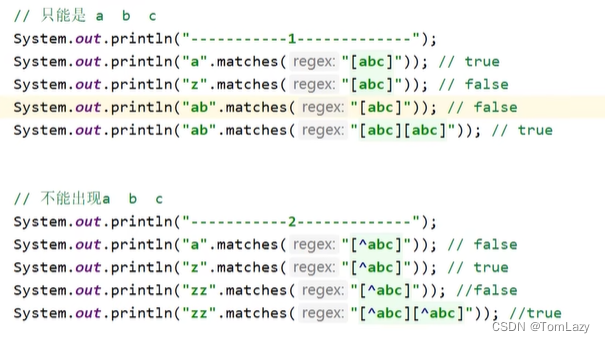 // 只能是 a b c
System.out.println("-----------1-------------");
System.out.println("a".matches( regex: "[abc]")); // true
System.out.println("z".matches( regex: "[abc]")); // false
System.out.println("ab".matches( regex: "[abc]")); // false
System.out.println("ab".matches( regex: "[abc][abc]")); // true
// 不能出现a b c
System.out.println("-----------2-------------");
System.out.println("a".matches( regex: "[^abc]")); // false
System.out.println("z".matches( regex: "[^abc]")); // true
System.out.println("zz".matches( regex: "[^abc]")); //false
System.out.println("zz".matches( regex: "[^abc][^abc]")); //true
CSDN @TomLazy